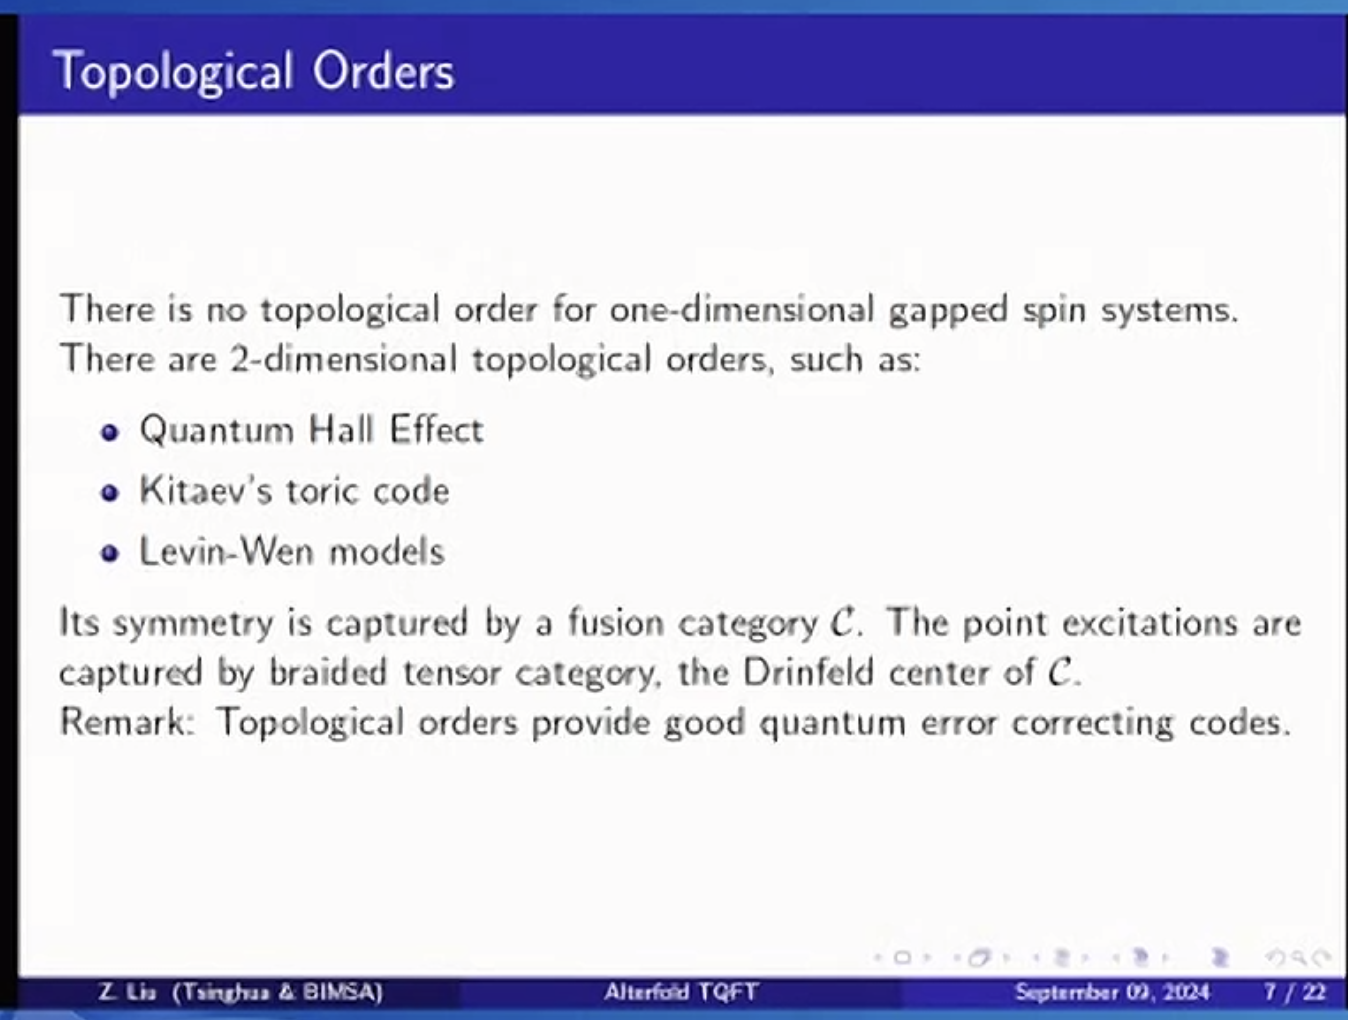 Topological Orders
There is no topological order for one-dimensional gapped spin systems.
There are 2-dimensional topological orders, such as:
Quantum Hall Effect
Kitaev's toric code
Levin-Wen models
Its symmetry is captured by a fusion category 𝒞. The point excitations are
captured by braided tensor category, the Drinfeld center of 𝒞.
Remark: Topological orders provide good quantum error correcting codes.
Z. Liu (Tsinghua & BIMSA) Alterfold TQFT September 09, 2024 7 / 22